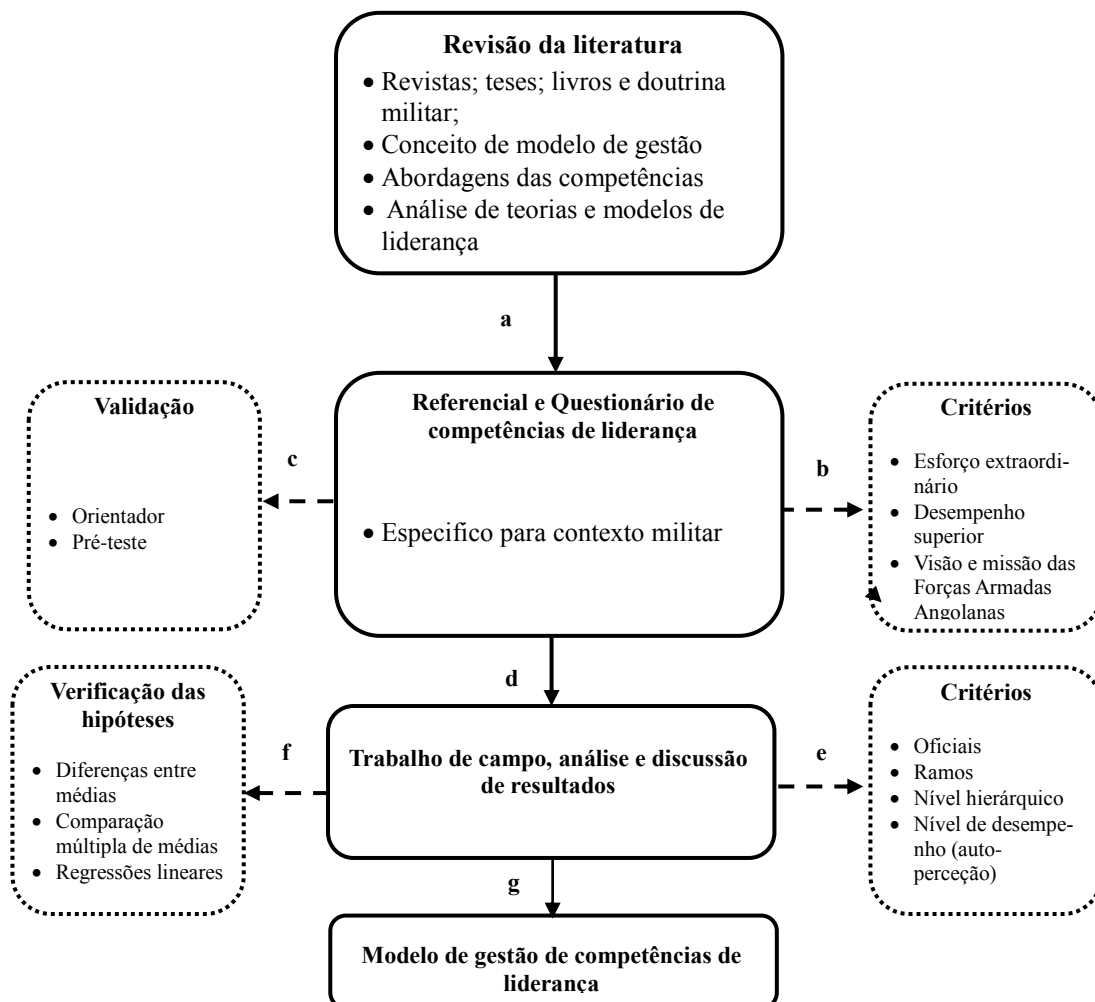 Revisão da literatura
• Revistas; teses; livros e doutrina
militar;
• Conceito de modelo de gestão
• Abordagens das competências
• Análise de teorias e modelos de
liderança
a
Validação
• Orientador
• Pré-teste
c
Referencial e Questionário de
competências de liderança
• Especifico para contexto militar
b
Critérios
• Esforço extraordi-
nário
• Desempenho
superior
• Visão e missão das
Forças Armadas
Angolanas
d
Verificação das
hipóteses
• Diferenças entre
médias
• Comparação
múltipla de médias
• Regressões lineares
f
Trabalho de campo, análise e discussão
de resultados
e
Critérios
• Oficiais
• Ramos
• Nível hierárquico
• Nível de desempe-
nho (auto-
perceção)
g
Modelo de gestão de competências de
liderança